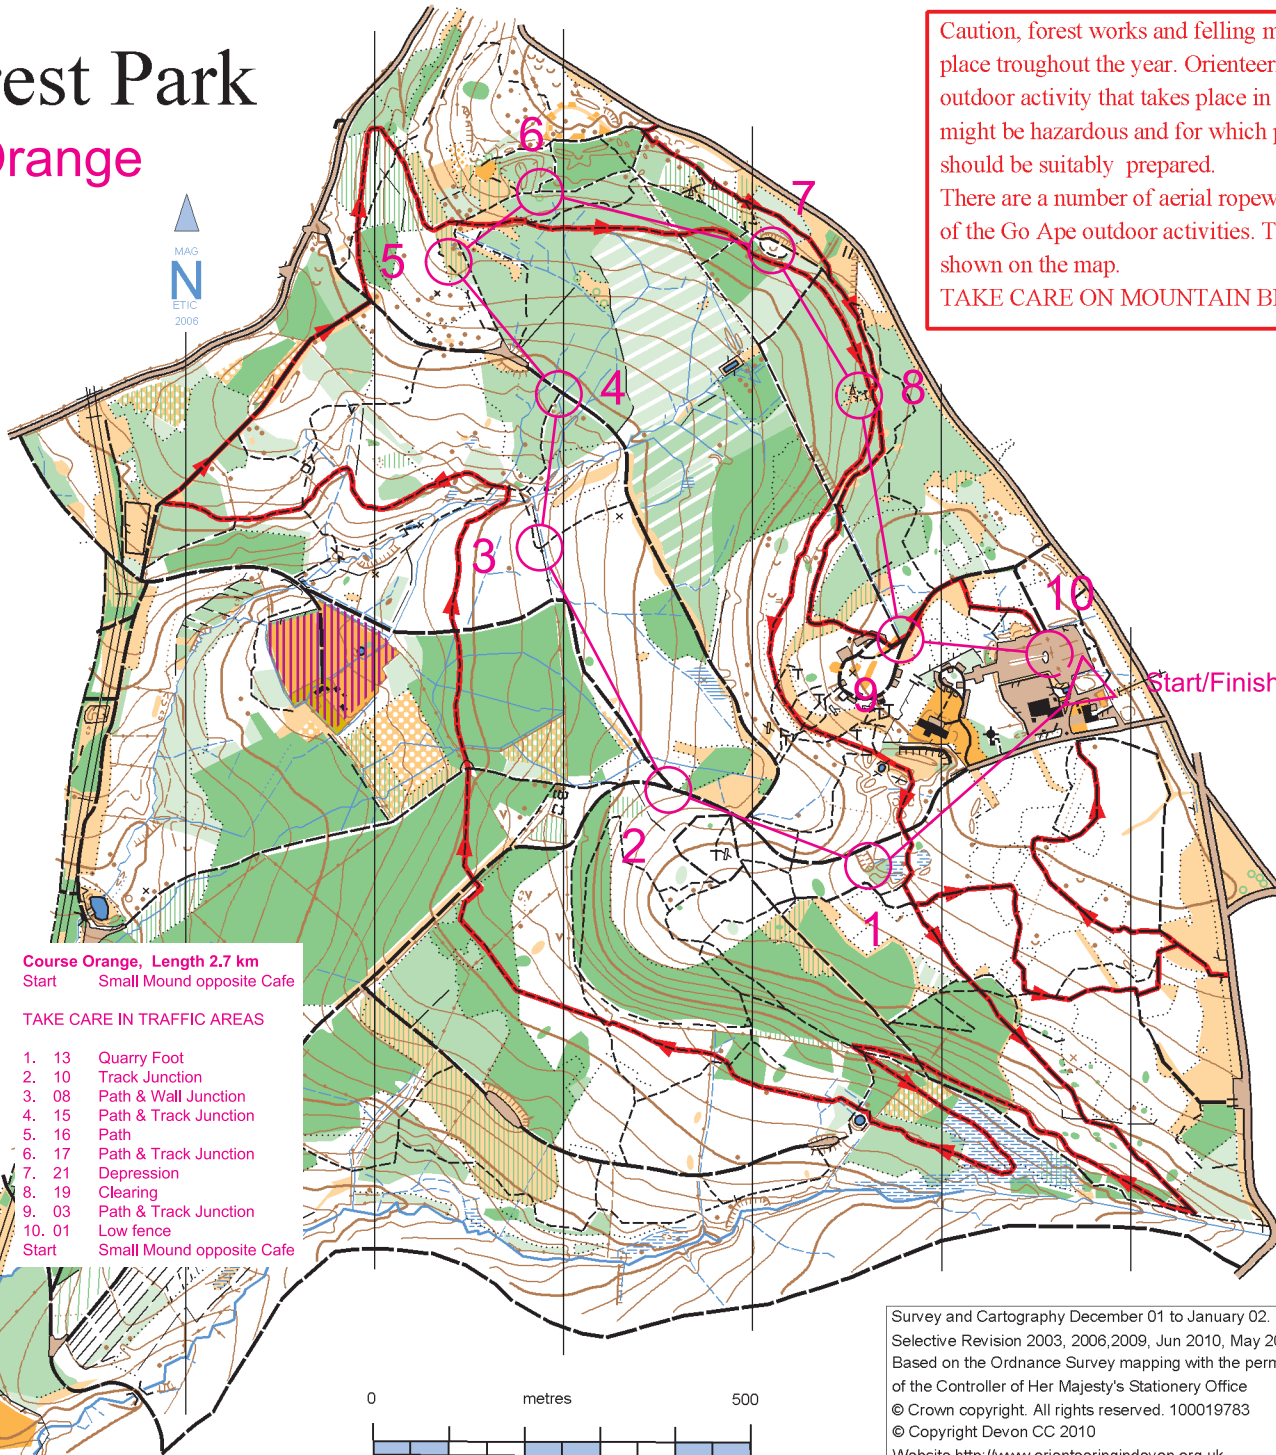 rest Park
Orange
Caution, forest works and felling m
place troughout the year. Orienteer
outdoor activity that takes place in
might be hazardous and for which p
should be suitably prepared.
There are a number of aerial ropew
of the Go Ape outdoor activities. T
shown on the map.
TAKE CARE ON MOUNTAIN BI
MAG
N
ETIC
2006
6
7
5
4
8
3
10
9
Start/Finish
2
1
Course Orange, Length 2.7 km
Start Small Mound opposite Cafe
TAKE CARE IN TRAFFIC AREAS
1. 13 Quarry Foot
2. 10 Track Junction
3. 08 Path & Wall Junction
4. 15 Path & Track Junction
5. 16 Path
6. 17 Path & Track Junction
7. 21 Depression
8. 19 Clearing
9. 03 Path & Track Junction
10. 01 Low fence
Start Small Mound opposite Cafe
0 metres 500
Survey and Cartography December 01 to January 02.
Selective Revision 2003, 2006,2009, Jun 2010, May 20
Based on the Ordnance Survey mapping with the perm
of the Controller of Her Majesty's Stationery Office
© Crown copyright. All rights reserved. 100019783
© Copyright Devon CC 2010
Website http://www.orienteeringindevon.org.uk